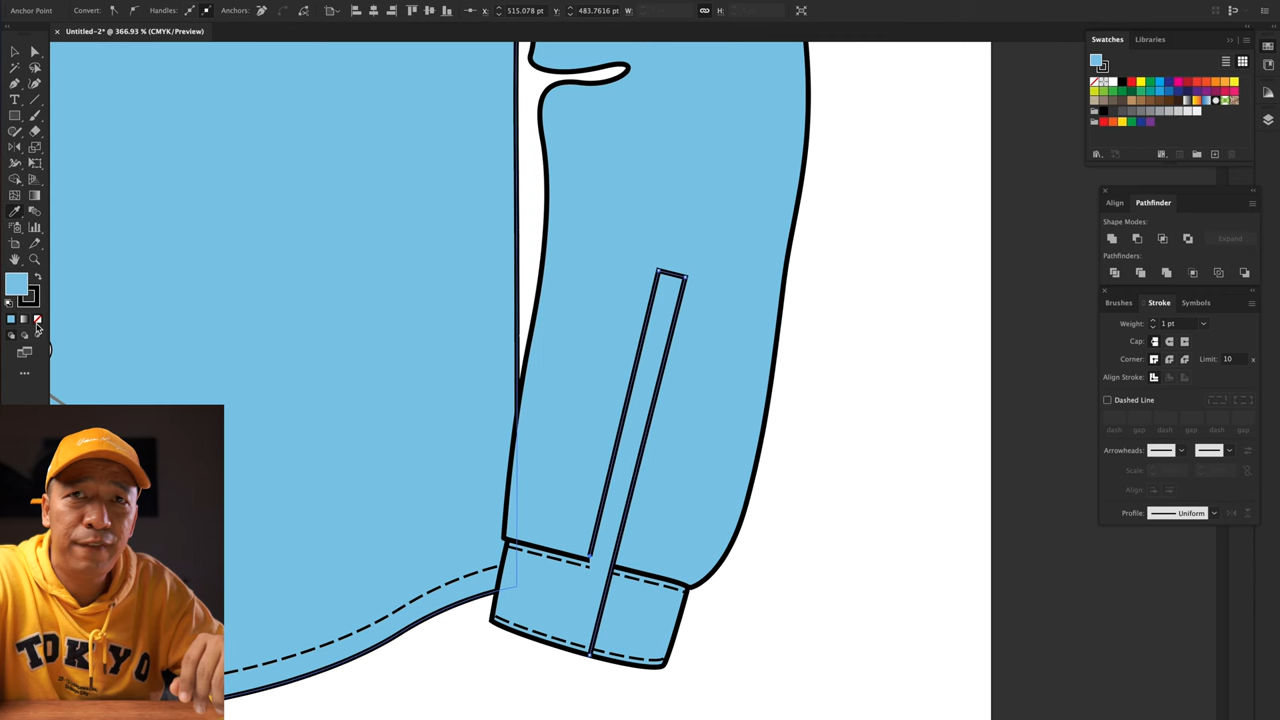 Anchor Point
Convert:
Handles:
Anchors:
X: 515.078 pt
Y: 483.7616 pt
W:
H:
× Untitled-2* @ 366.93 % (CMYK/Preview)
Swatches
Libraries
Align
Pathfinder
Shape Modes:
Expand
Pathfinders:
Brushes
Stroke
Symbols
Weight:
1 pt
Cap:
Corner:
Limit:
10
x
Align Stroke:
Dashed Line
dash
gap
dash
gap
dash
gap
Arrowheads:
Scale:
Align:
Profile:
Uniform
TOKYO